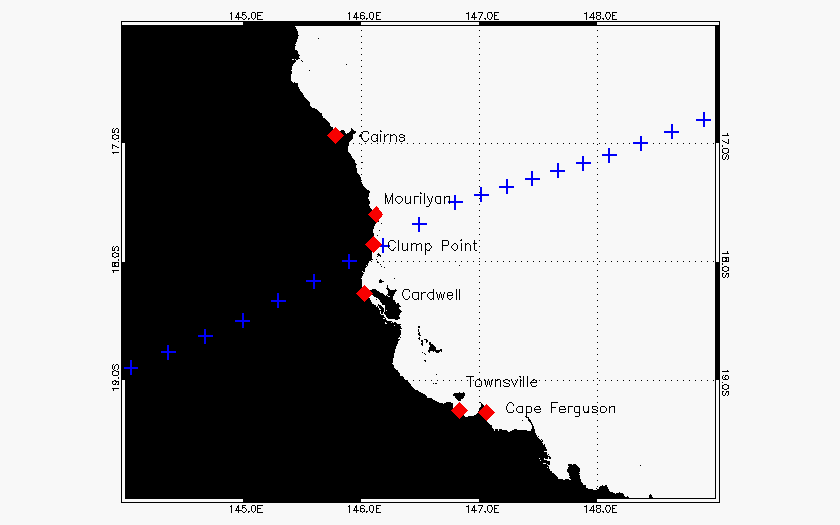 145.0E 146.0E 147.0E 148.0E
17.0S 17.0S
Cairns
Mourilyan
Clump Point
18.0S 18.0S
Cardwell
19.0S 19.0S
Townsville
Cape Ferguson
145.0E 146.0E 147.0E 148.0E